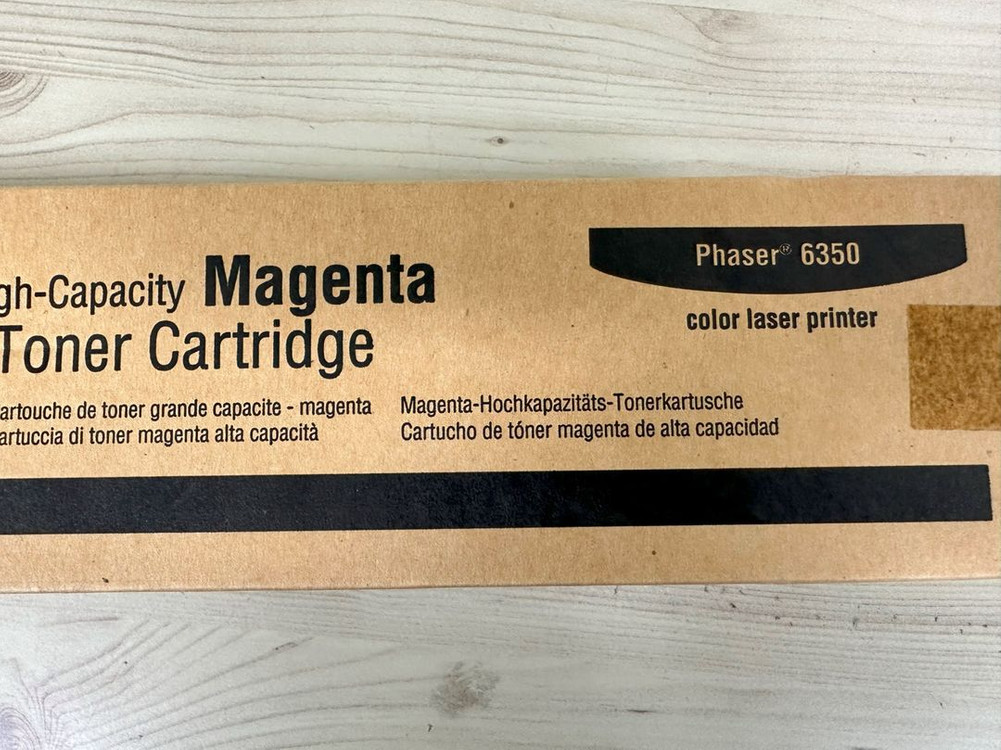 gh-Capacity Magenta
Toner Cartridge
artouche de toner grande capacite - magenta
artuccia di toner magenta alta capacità
Magenta-Hochkapazitäts-Tonerkartusche
Cartucho de tóner magenta de alta capacidad
Phaser® 6350
color laser printer